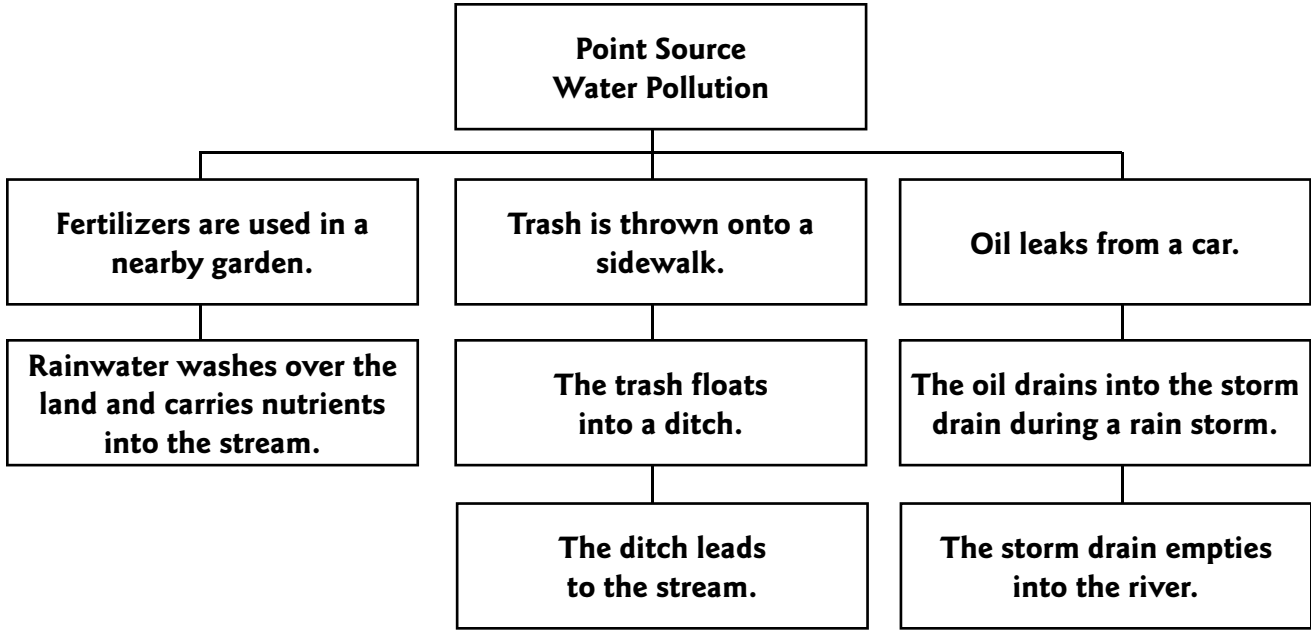 Point Source
Water Pollution
Fertilizers are used in a
nearby garden.
Rainwater washes over the
land and carries nutrients
into the stream.
Trash is thrown onto a
sidewalk.
The trash floats
into a ditch.
The ditch leads
to the stream.
Oil leaks from a car.
The oil drains into the storm
drain during a rain storm.
The storm drain empties
into the river.